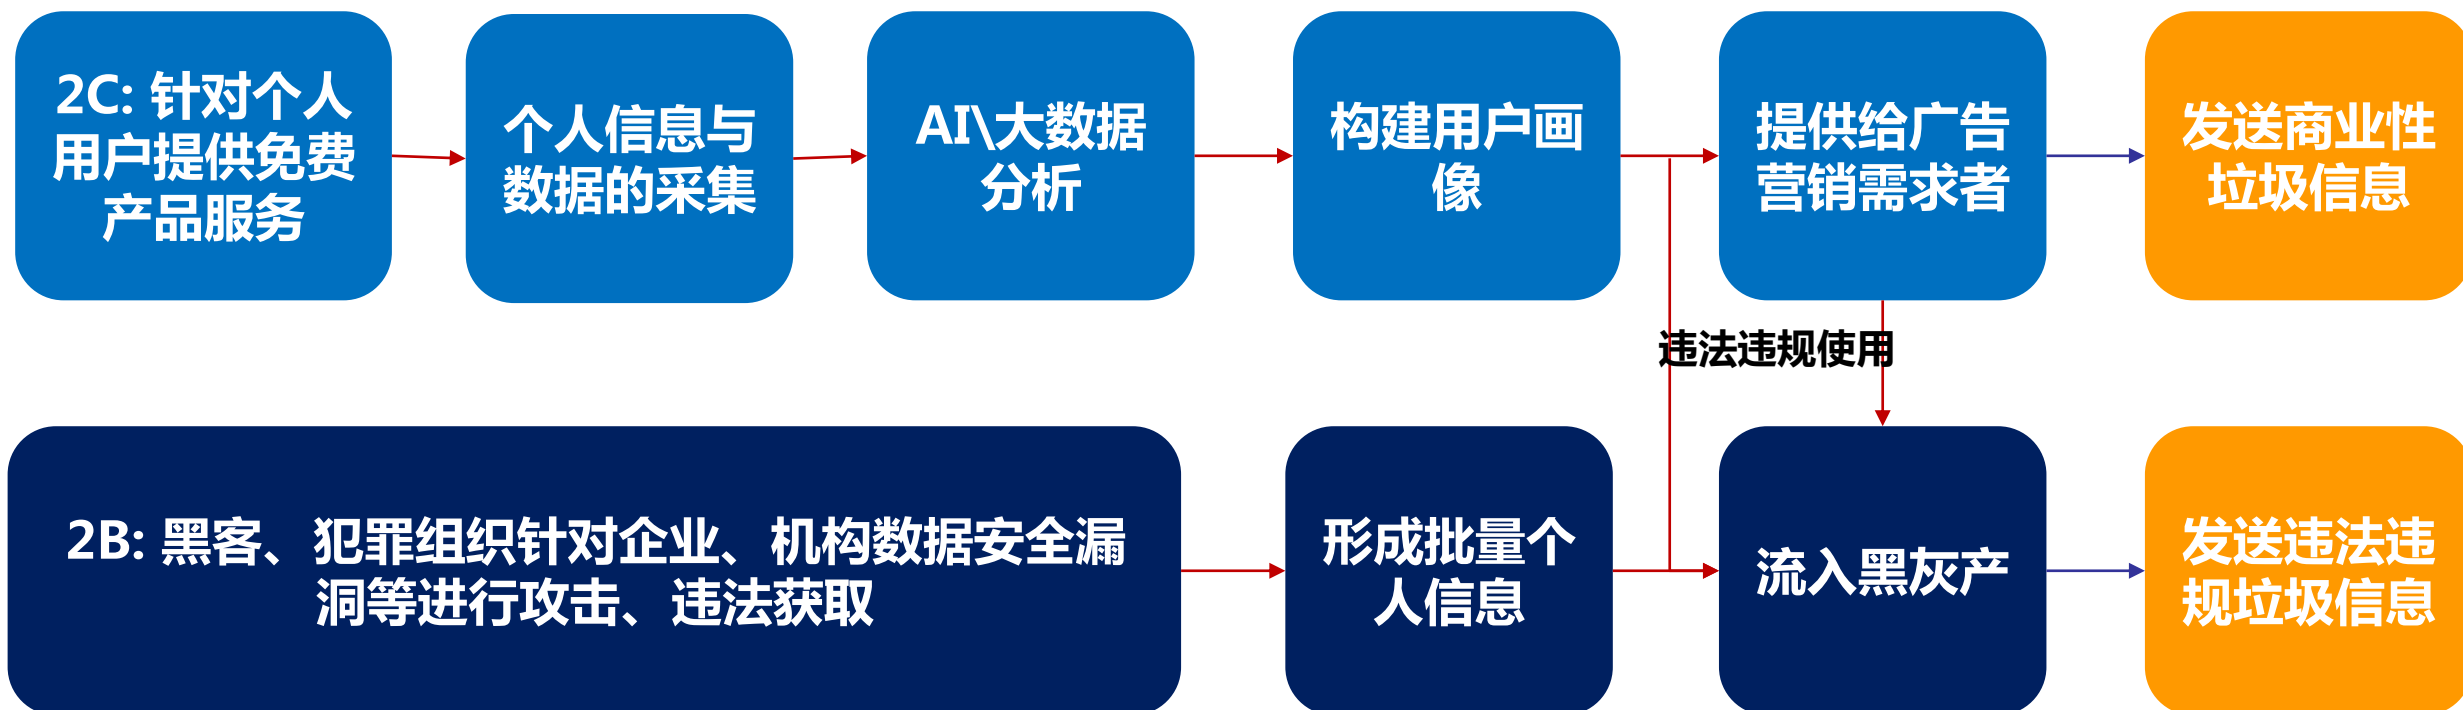 2C: 针对个人
用户提供免费
产品服务
个人信息与
数据的采集
AI\大数据
分析
构建用户画
像
提供给广告
营销需求者
发送商业性
垃圾信息
违法违规使用
2B: 黑客、犯罪组织针对企业、机构数据安全漏
洞等进行攻击、违法获取
形成批量个
人信息
流入黑灰产
发送违法违
规垃圾信息